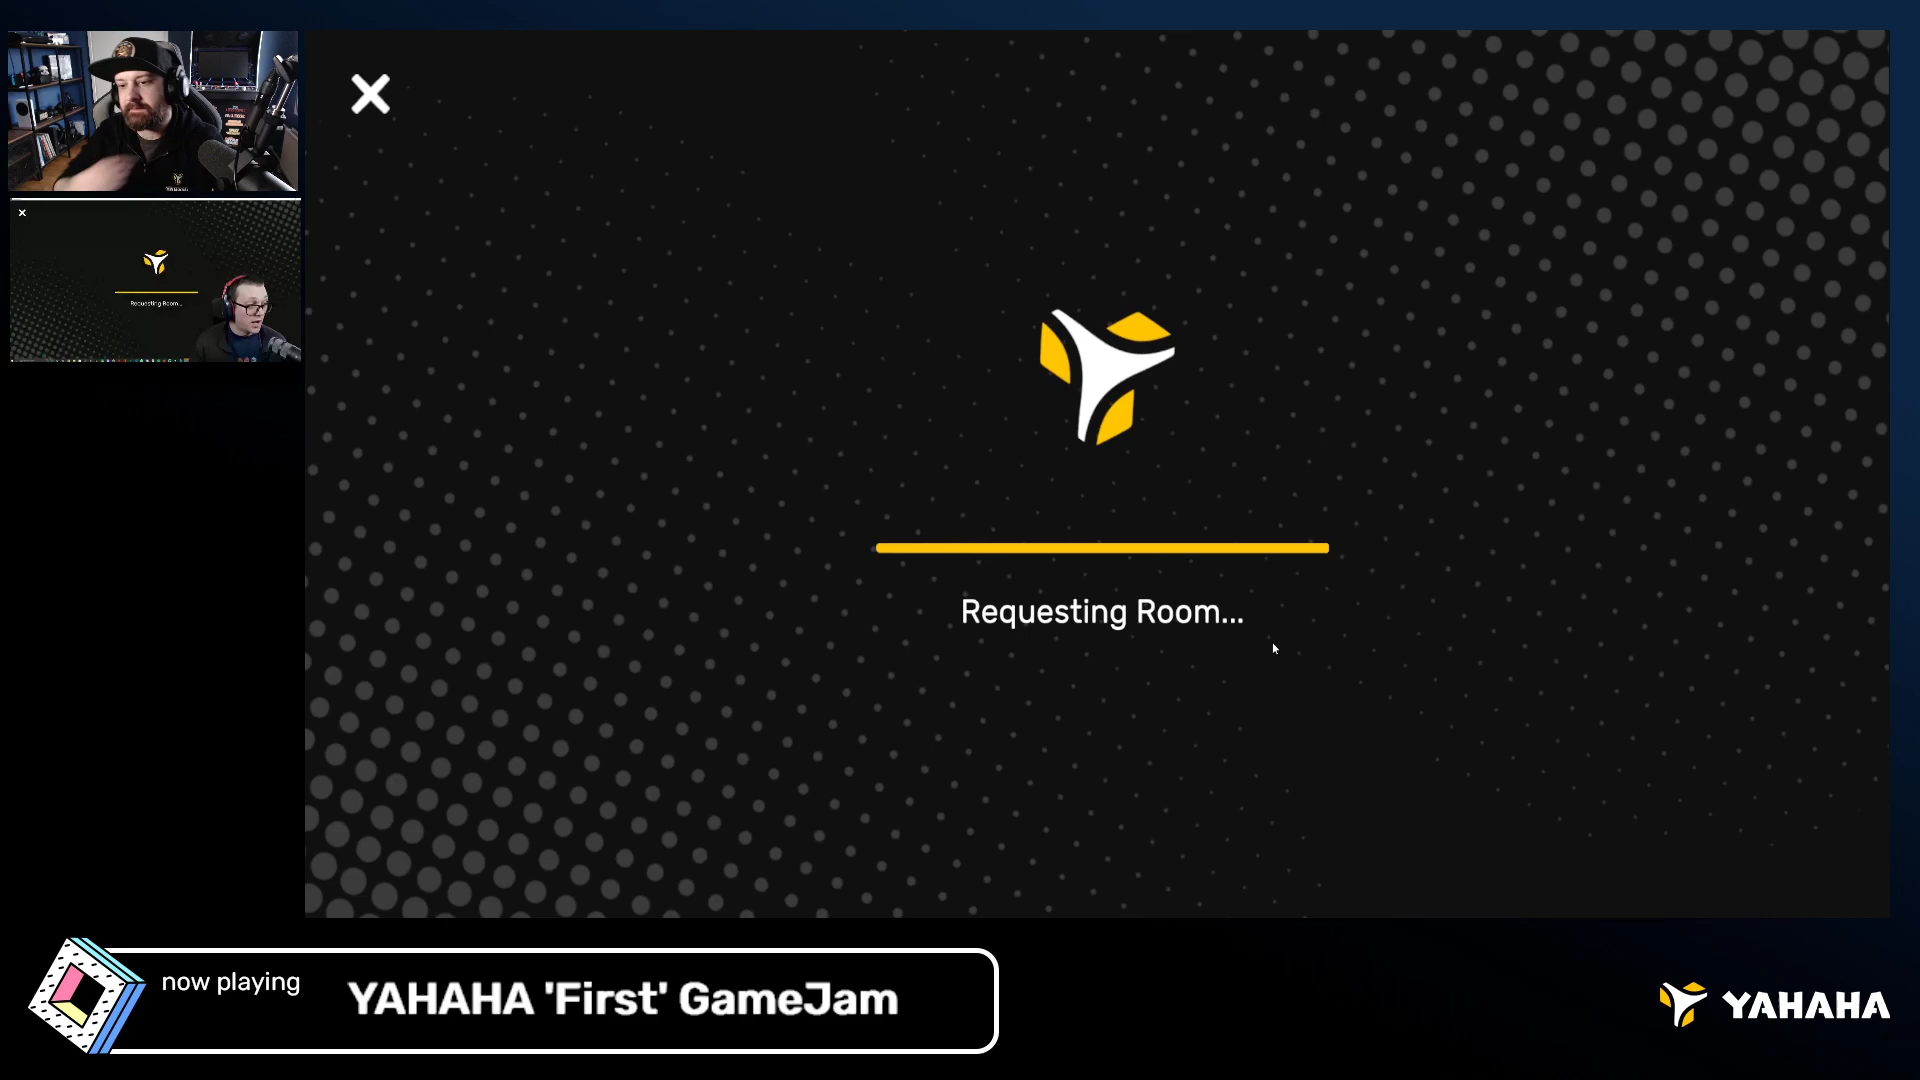 Requesting Room...
Requesting Room...
now playing
YAHAHA 'First' GameJam
YAHAHA